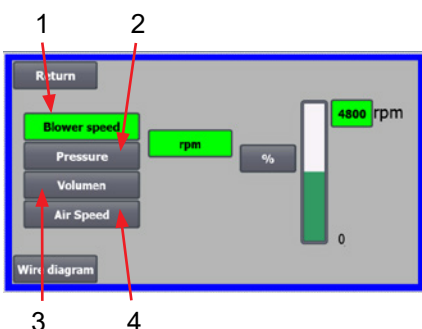 1 2
Return
Blower speed
4800 rpm
rpm
Pressure
%
Volumen
Air Speed
0
Wire diagram
3 4